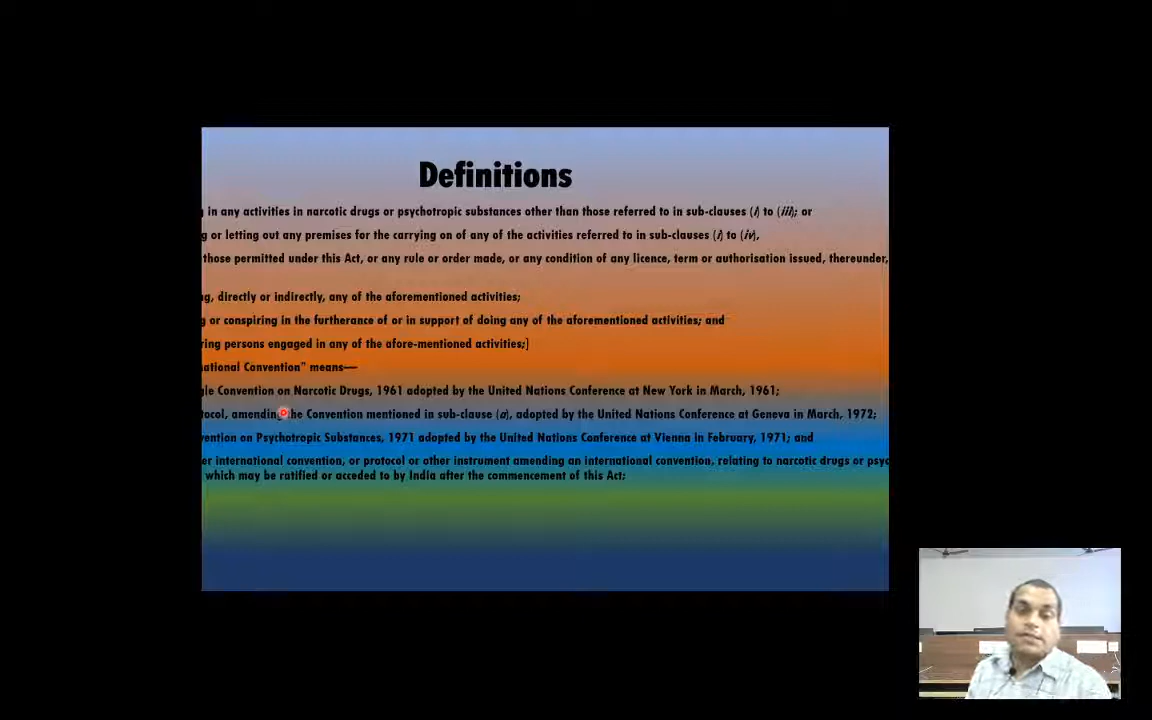 Definitions
in any activities in narcotic drugs or psychotropic substances other than those referred to in sub-clauses (i) to (iii); or
or letting out any premises for the carrying on of any of the activities referred to in sub-clauses (i) to (iv),
those permitted under this Act, or any rule or order made, or any condition of any licence, term or authorisation issued, thereunder,
directly or indirectly, any of the aforementioned activities;
or conspiring in the furtherance of or in support of doing any of the aforementioned activities; and
persons engaged in any of the afore-mentioned activities;]
Convention" means—
Convention on Narcotic Drugs, 1961 adopted by the United Nations Conference at New York in March, 1961;
amending the Convention mentioned in sub-clause (a), adopted by the United Nations Conference at Geneva in March, 1972;
on Psychotropic Substances, 1971 adopted by the United Nations Conference at Vienna in February, 1971; and
international convention, or protocol or other instrument amending an international convention, relating to narcotic drugs or
which may be ratified or acceded to by India after the commencement of this Act;